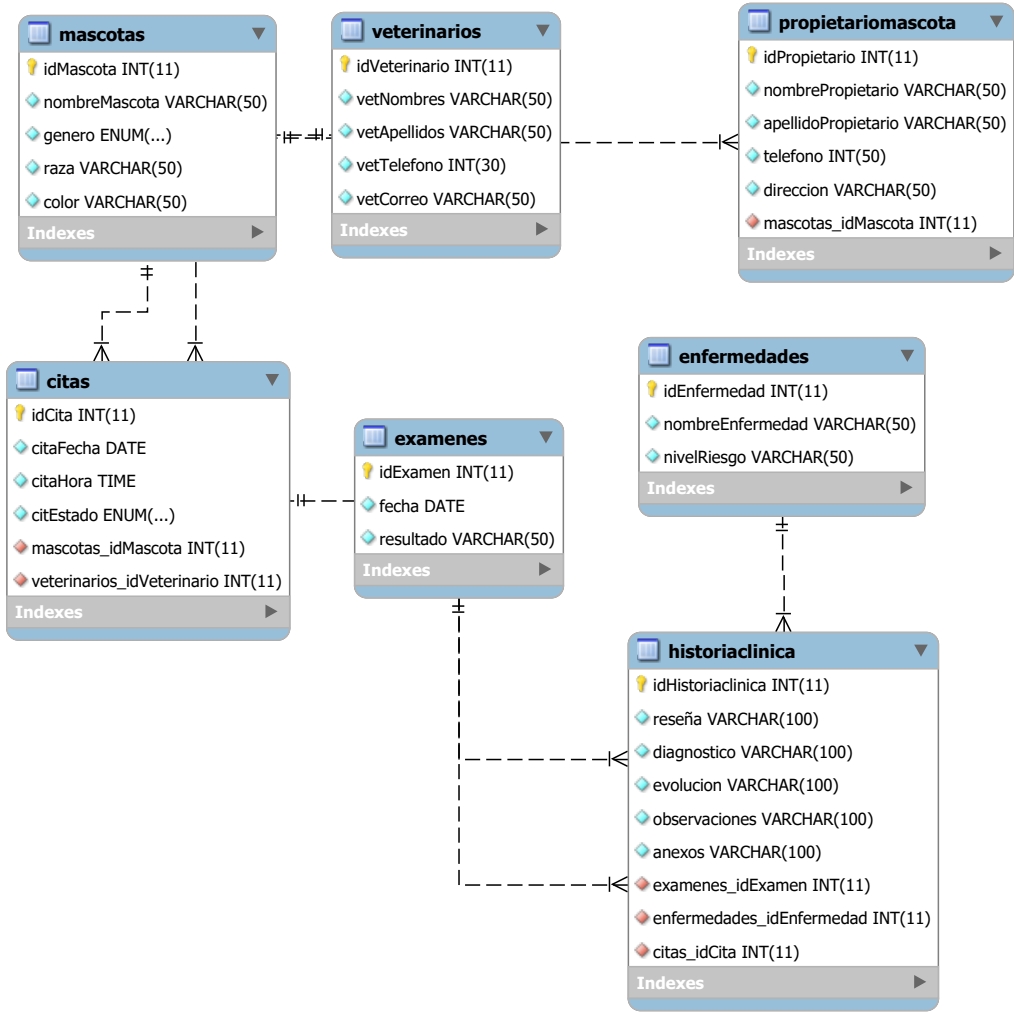 mascotas
idMascota INT(11)
nombreMascota VARCHAR(50)
genero ENUM(...)
raza VARCHAR(50)
color VARCHAR(50)
Indexes
veterinarios
idVeterinario INT(11)
vetNombres VARCHAR(50)
vetApellidos VARCHAR(50)
vetTelefono INT(30)
vetCorreo VARCHAR(50)
Indexes
propietariomascota
idPropietario INT(11)
nombrePropietario VARCHAR(50)
apellidoPropietario VARCHAR(50)
telefono INT(50)
direccion VARCHAR(50)
mascotas_idMascota INT(11)
Indexes
citas
idCita INT(11)
citaFecha DATE
citaHora TIME
citEstado ENUM(...)
mascotas_idMascota INT(11)
veterinarios_idVeterinario INT(11)
Indexes
examenes
idExamen INT(11)
fecha DATE
resultado VARCHAR(50)
Indexes
enfermedades
idEnfermedad INT(11)
nombreEnfermedad VARCHAR(50)
nivelRiesgo VARCHAR(50)
Indexes
historiaclinica
idHistoriaclinica INT(11)
reseña VARCHAR(100)
diagnostico VARCHAR(100)
evolucion VARCHAR(100)
observaciones VARCHAR(100)
anexos VARCHAR(100)
examenes_idExamen INT(11)
enfermedades_idEnfermedad INT(11)
citas_idCita INT(11)
Indexes